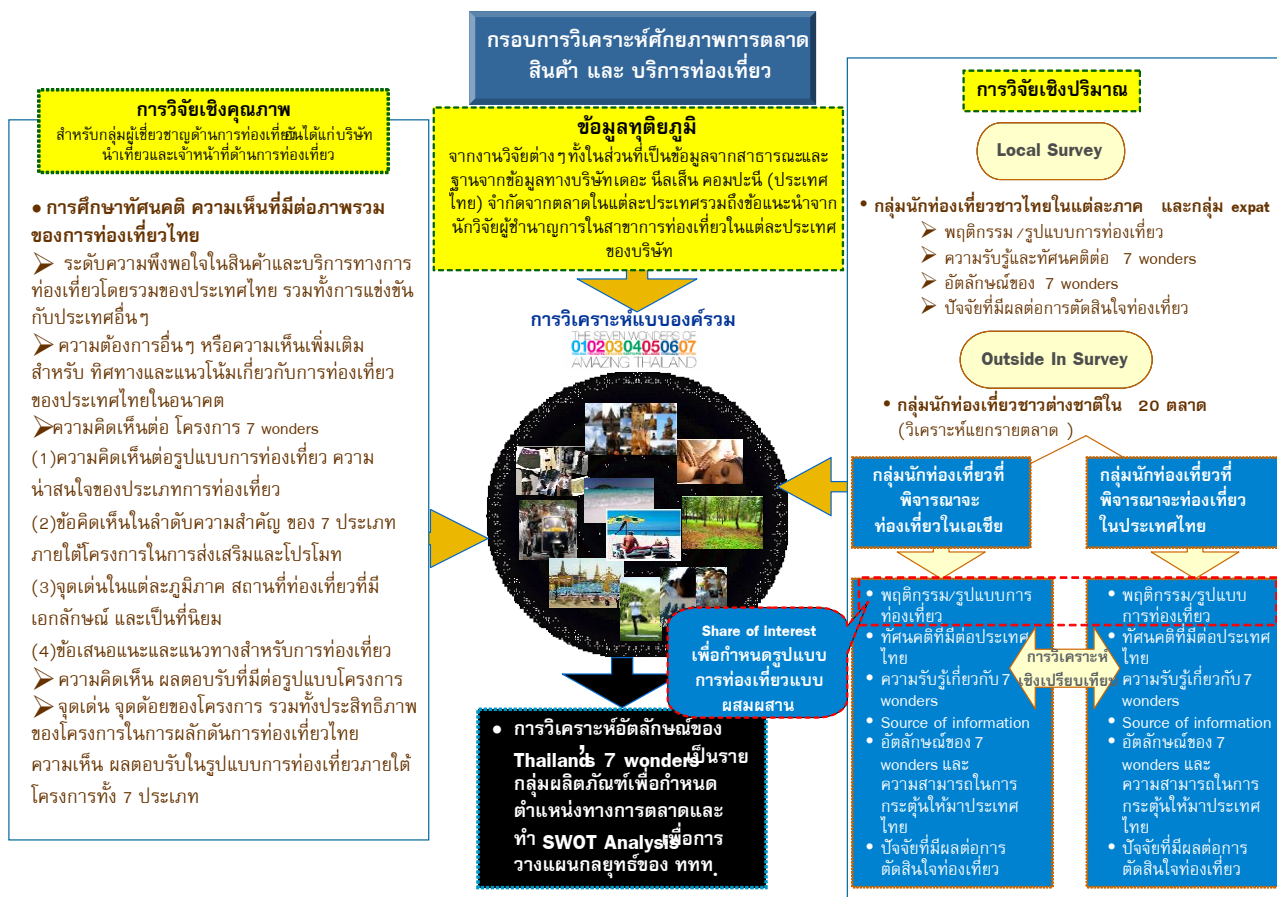 กรอบการวิเคราะห์ศักยภาพการตลาด
สินค้า และ บริการท่องเที่ยว
การวิจัยเชิงคุณภาพ
สำหรับกลุ่มผู้เชี่ยวชาญด้านการท่องเที่ยวอันได้แก่บริษัท
นำเที่ยวและเจ้าหน้าที่ด้านการท่องเที่ยว
● การศึกษาทัศนคติ ความเห็นที่มีต่อภาพรวม
ของการท่องเที่ยวไทย
➢ ระดับความพึงพอใจในสินค้าและบริการทางการ
ท่องเที่ยวโดยรวมของประเทศไทย รวมทั้งการแข่งขัน
กับประเทศอื่นๆ
➢ ความต้องการอื่นๆ หรือความเห็นเพิ่มเติม
สำหรับ ทิศทางและแนวโน้มเกี่ยวกับการท่องเที่ยว
ของประเทศไทยในอนาคต
➢ความคิดเห็นต่อ โครงการ 7 wonders
(1)ความคิดเห็นต่อรูปแบบการท่องเที่ยว ความ
น่าสนใจของประเภทการท่องเที่ยว
(2)ข้อคิดเห็นในลำดับความสำคัญ ของ 7 ประเภท
ภายใต้โครงการในการส่งเสริมและโปรโมท
(3)จุดเด่นในแต่ละภูมิภาค สถานที่ท่องเที่ยวที่มี
เอกลักษณ์ และเป็นที่นิยม
(4)ข้อเสนอแนะและแนวทางสำหรับการท่องเที่ยว
➢ ความคิดเห็น ผลตอบรับที่มีต่อรูปแบบโครงการ
➢ จุดเด่น จุดด้อยของโครงการ รวมทั้งประสิทธิภาพ
ของโครงการในการผลักดันการท่องเที่ยวไทย
ความเห็น ผลตอบรับในรูปแบบการท่องเที่ยวภายใต้
โครงการทั้ง 7 ประเภท
ข้อมูลทุติยภูมิ
จากงานวิจัยต่างๆทั้งในส่วนที่เป็นข้อมูลจากสาธารณะและ
ฐานจากข้อมูลทางบริษัทเดอะ นีลเส็น คอมปะนี (ประเทศ
ไทย) จำกัดจากตลาดในแต่ละประเทศรวมถึงข้อแนะนำจาก
นักวิจัยผู้ชำนาญการในสาขาการท่องเที่ยวในแต่ละประเทศ
ของบริษัท
การวิเคราะห์แบบองค์รวม
THE SEVEN WONDERS OF
01020304050607
AMAZING THAILAND
Share of interest
เพื่อกำหนดรูปแบบ
การท่องเที่ยวแบบ
ผสมผสาน
● การวิเคราะห์อัตลักษณ์ของ
Thailand's 7 wonders เป็นราย
กลุ่มผลิตภัณฑ์เพื่อกำหนด
ตำแหน่งทางการตลาดและ
ทำ SWOT Analysis เพื่อการ
วางแผนกลยุทธ์ของ ททท.
การวิจัยเชิงปริมาณ
Local Survey
• กลุ่มนักท่องเที่ยวชาวไทยในแต่ละภาค และกลุ่ม expat
➢ พฤติกรรม /รูปแบบการท่องเที่ยว
➢ ความรับรู้และทัศนคติต่อ 7 wonders
➢ อัตลักษณ์ของ 7 wonders
➢ ปัจจัยที่มีผลต่อการตัดสินใจท่องเที่ยว
Outside In Survey
• กลุ่มนักท่องเที่ยวชาวต่างชาติใน 20 ตลาด
(วิเคราะห์แยกรายตลาด )
กลุ่มนักท่องเที่ยวที่
พิจารณาจะ
ท่องเที่ยวในเอเชีย
กลุ่มนักท่องเที่ยวที่
พิจารณาจะท่องเที่ยว
ในประเทศไทย
• พฤติกรรม/รูปแบบการ
ท่องเที่ยว
• ทัศนคติที่มีต่อประเทศ
ไทย
• ความรับรู้เกี่ยวกับ 7
wonders
• Source of information
• อัตลักษณ์ของ 7
wonders และ
ความสามารถในการ
กระตุ้นให้มาประเทศ
ไทย
• ปัจจัยที่มีผลต่อการ
ตัดสินใจท่องเที่ยว
การวิเคราะห์
เชิงเปรียบเทียบ
• พฤติกรรม/รูปแบบ
การท่องเที่ยว
• ทัศนคติที่มีต่อประเทศ
ไทย
• ความรับรู้เกี่ยวกับ 7
wonders
• Source of information
• อัตลักษณ์ของ 7
wonders และ
ความสามารถในการ
กระตุ้นให้มาประเทศ
ไทย
• ปัจจัยที่มีผลต่อการ
ตัดสินใจท่องเที่ยว